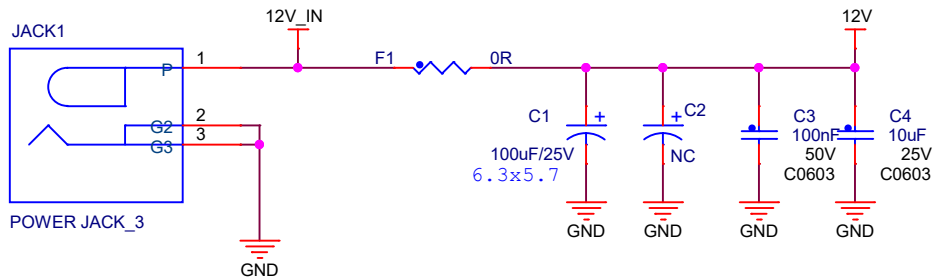 JACK1
12V_IN
12V
1
F1
0R
P
2
G2
3
G3
C1
+
+
C2
C3
C4
100nF
10uF
100uF/25V
NC
50V
25V
6.3x5.7
C0603
C0603
POWER JACK_3
GND
GND
GND
GND
GND